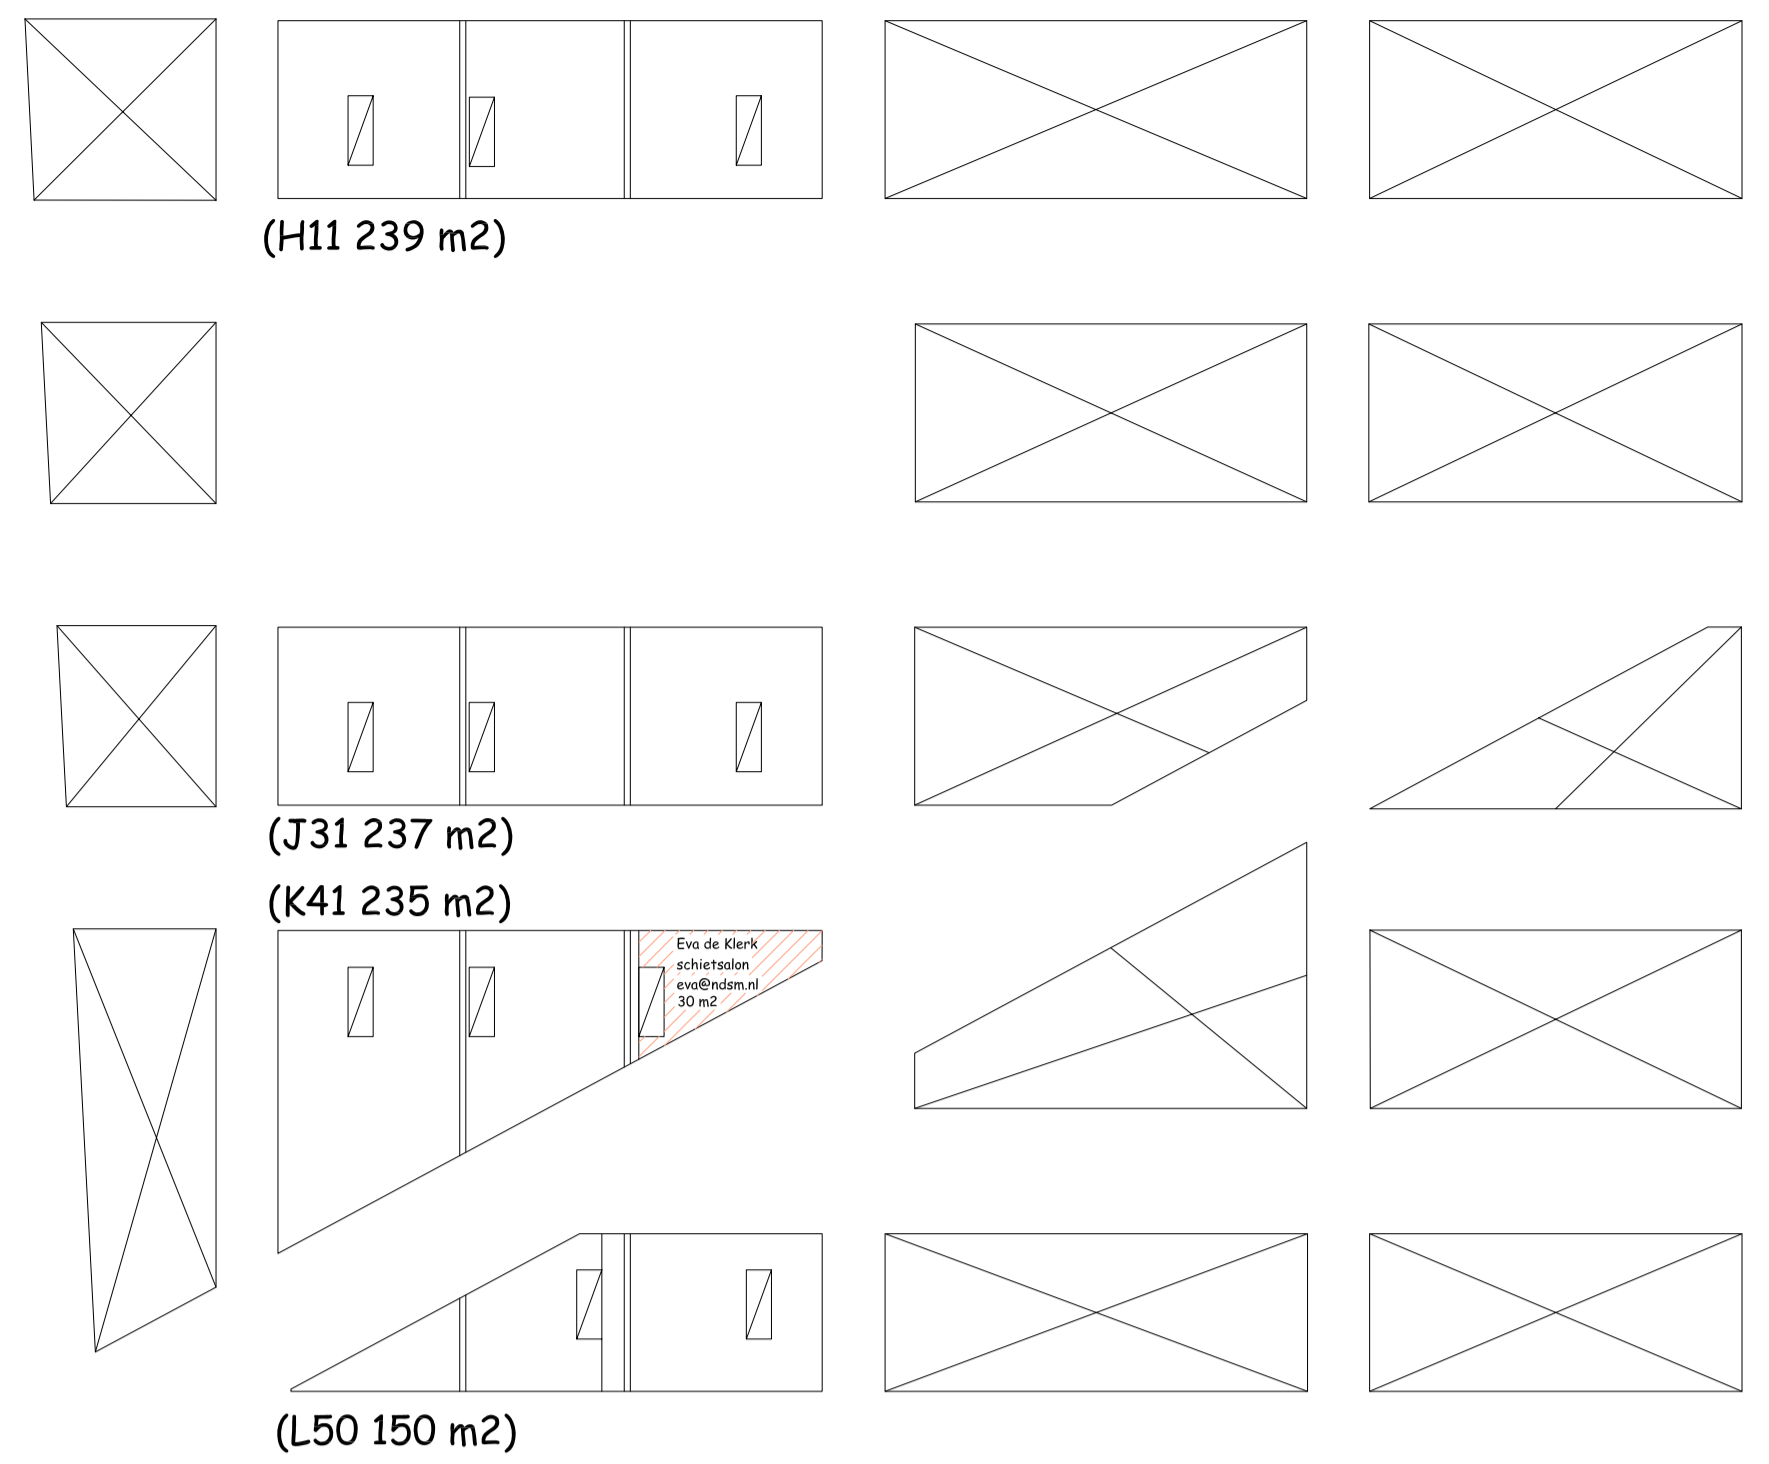 (H11 239 m2)
(J31 237 m2)
(K41 235 m2)
Eva de Klerk
schietsalon
eva@ndsm.nl
30 m2
(L50 150 m2)